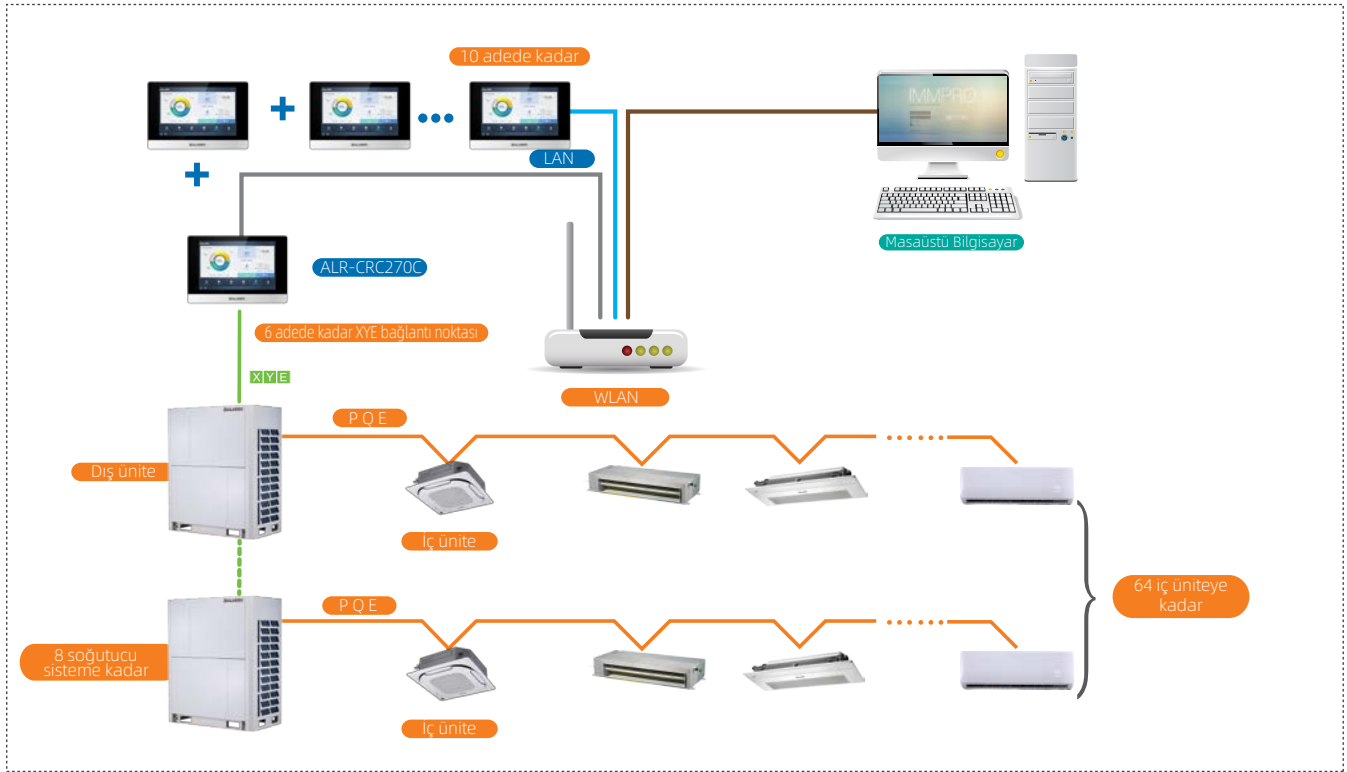 10 adede kadar
IMMPRO
LAN
Masaüstü Bilgisayar
ALR-CRC270C
6 adede kadar XYE bağlantı noktası
X Y E
WLAN
P Q E
Dış ünite
İç ünite
64 iç üniteye
kadar
P Q E
8 soğutucu
sisteme kadar
İç ünite